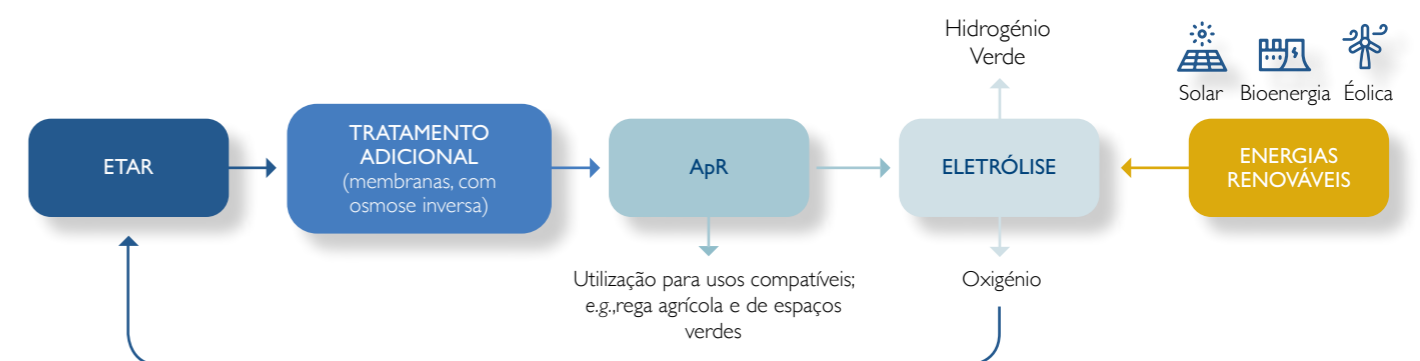 Hidrogénio
Verde
Solar Bioenergia Éolica
ETAR
TRATAMENTO
ADICIONAL
(membranas, com
osmose inversa)
ApR
ELETRÓLISE
ENERGIAS
RENOVÁVEIS
Utilização para usos compatíveis;
e.g.,rega agrícola e de espaços
verdes
Oxigénio